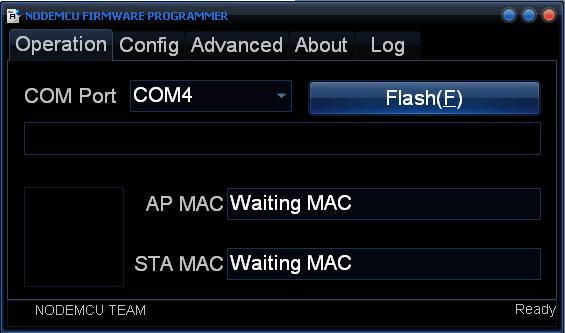 NODEMCU FIRMWARE PROGRAMMER
Operation Config Advanced About Log
COM Port COM4 Flash(F)
AP MAC Waiting MAC
STA MAC Waiting MAC
NODEMCU TEAM Ready